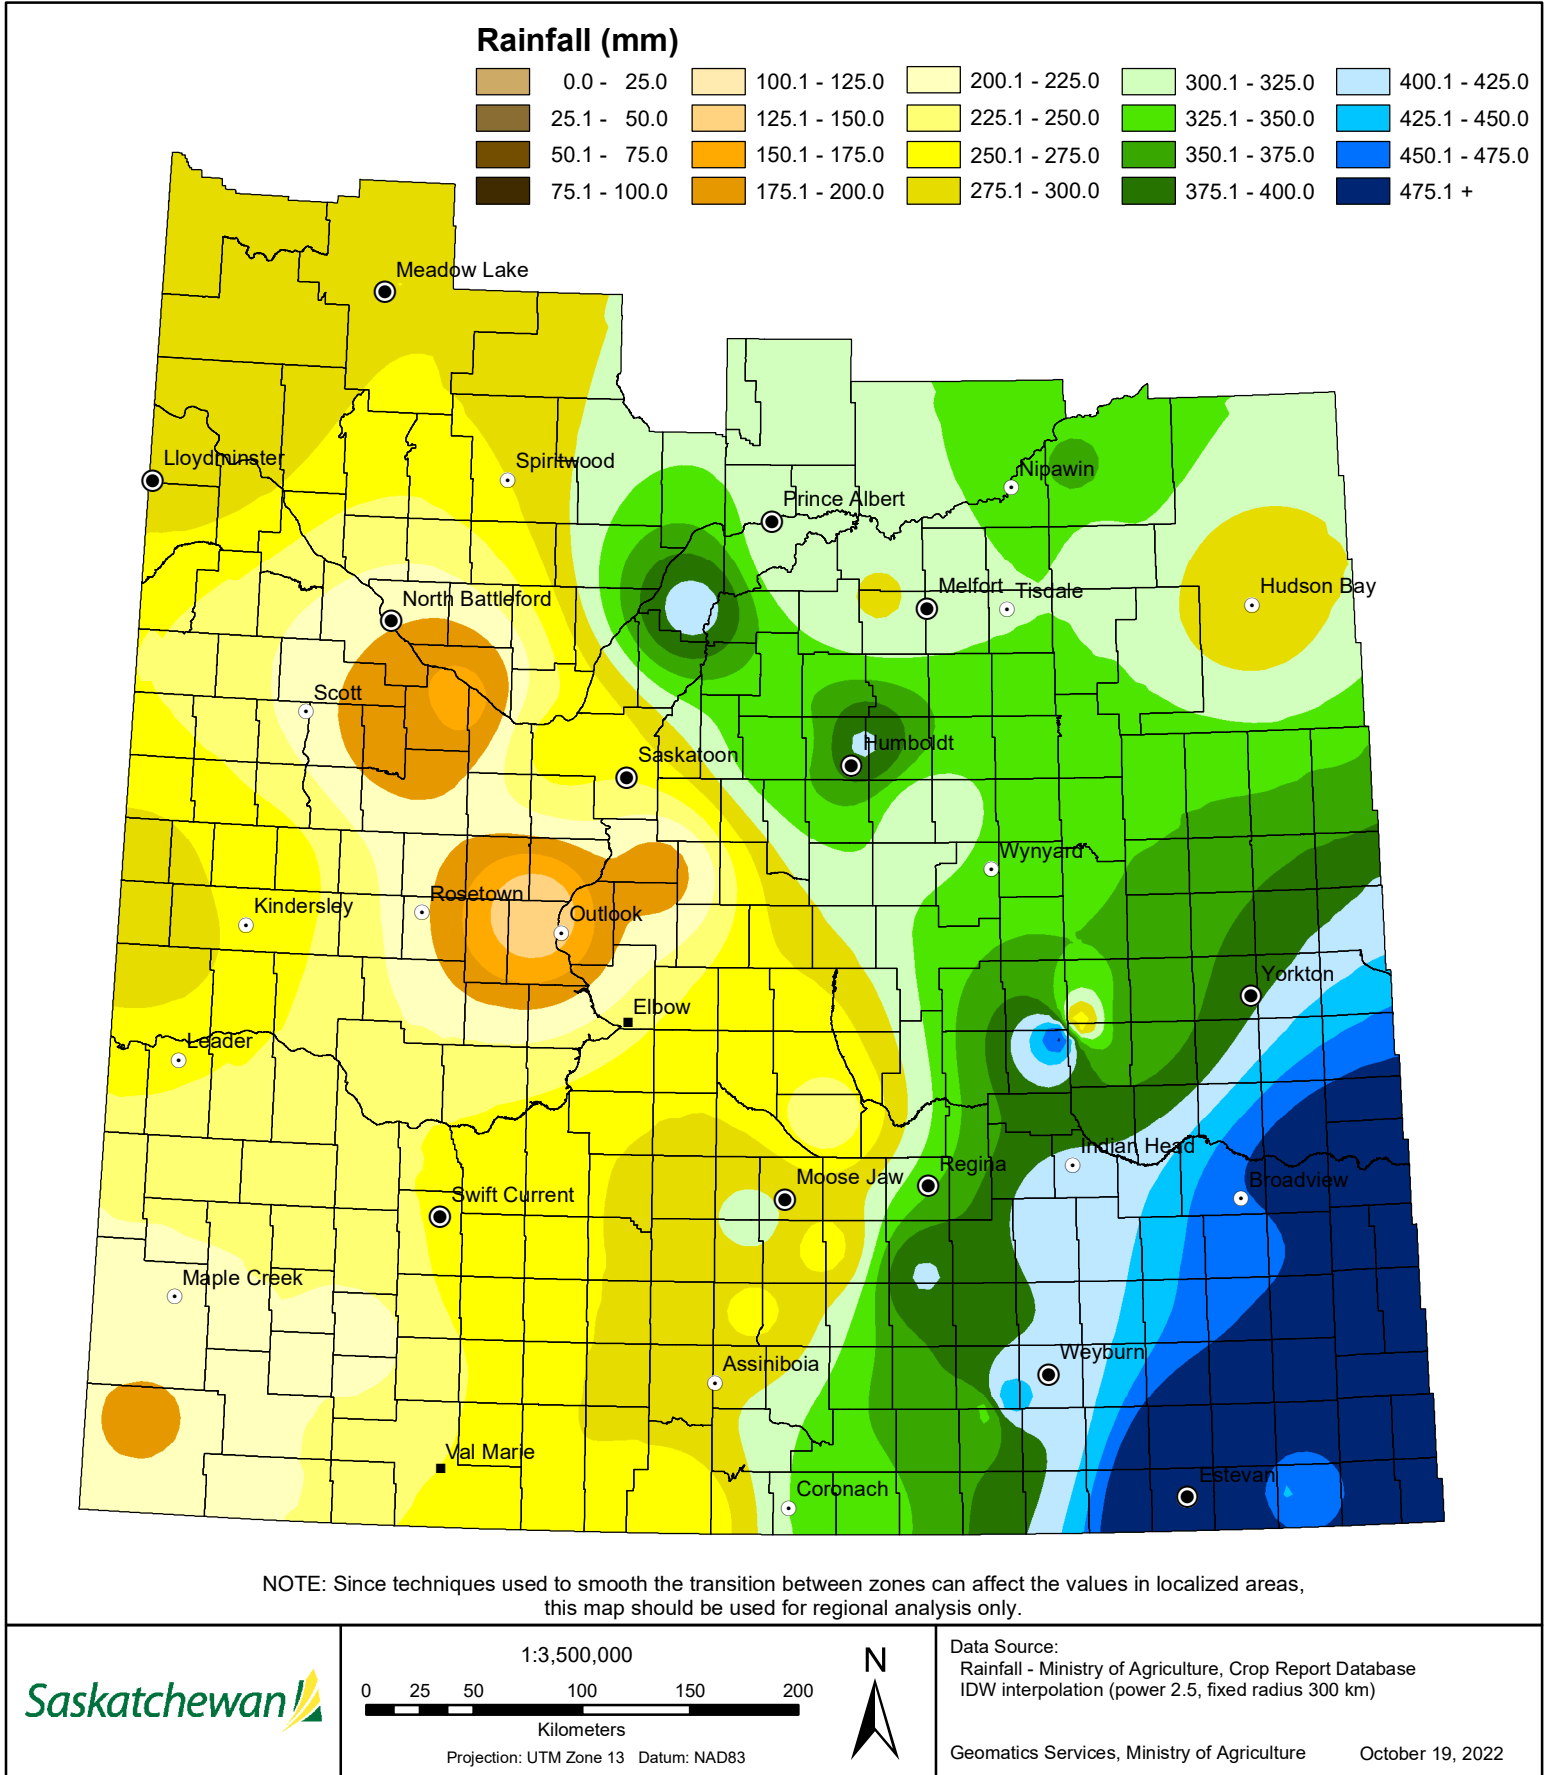 Rainfall (mm)
0.0 - 25.0
25.1 - 50.0
50.1 - 75.0
75.1 - 100.0
100.1 - 125.0
125.1 - 150.0
150.1 - 175.0
175.1 - 200.0
200.1 - 225.0
225.1 - 250.0
250.1 - 275.0
275.1 - 300.0
300.1 - 325.0
325.1 - 350.0
350.1 - 375.0
375.1 - 400.0
400.1 - 425.0
425.1 - 450.0
450.1 - 475.0
475.1 +
Meadow Lake
Lloydminster
Spiritwood
Nipawin
Prince Albert
Hudson Bay
Melfort
Tisdale
North Battleford
Scott
Saskatoon
Humboldt
Wynyard
Rosetown
Kindersley
Outlook
Yorkton
Elbow
Leader
Indian Head
Regina
Moose Jaw
Broadview
Swift Current
Maple Creek
Weyburn
Assiniboia
Val Marie
Estevan
Coronach
NOTE: Since techniques used to smooth the transition between zones can affect the values in localized areas,
this map should be used for regional analysis only.
Saskatchewan
1:3,500,000
0 25 50 100 150 200
Kilometers
Projection: UTM Zone 13 Datum: NAD83
N
Data Source:
Rainfall - Ministry of Agriculture, Crop Report Database
IDW interpolation (power 2.5, fixed radius 300 km)
Geomatics Services, Ministry of Agriculture
October 19, 2022